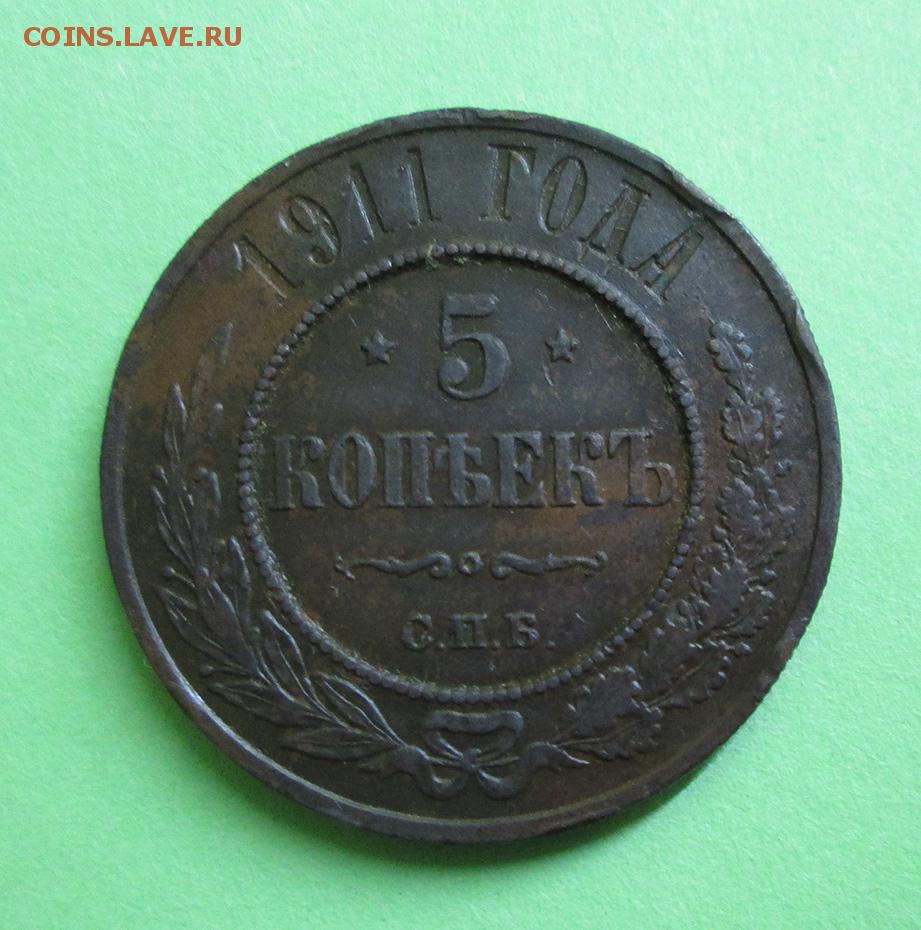 COINS.LAVE.RU
1911 ГОДА
5
КОПѢЕКЪ
С.П.Б.